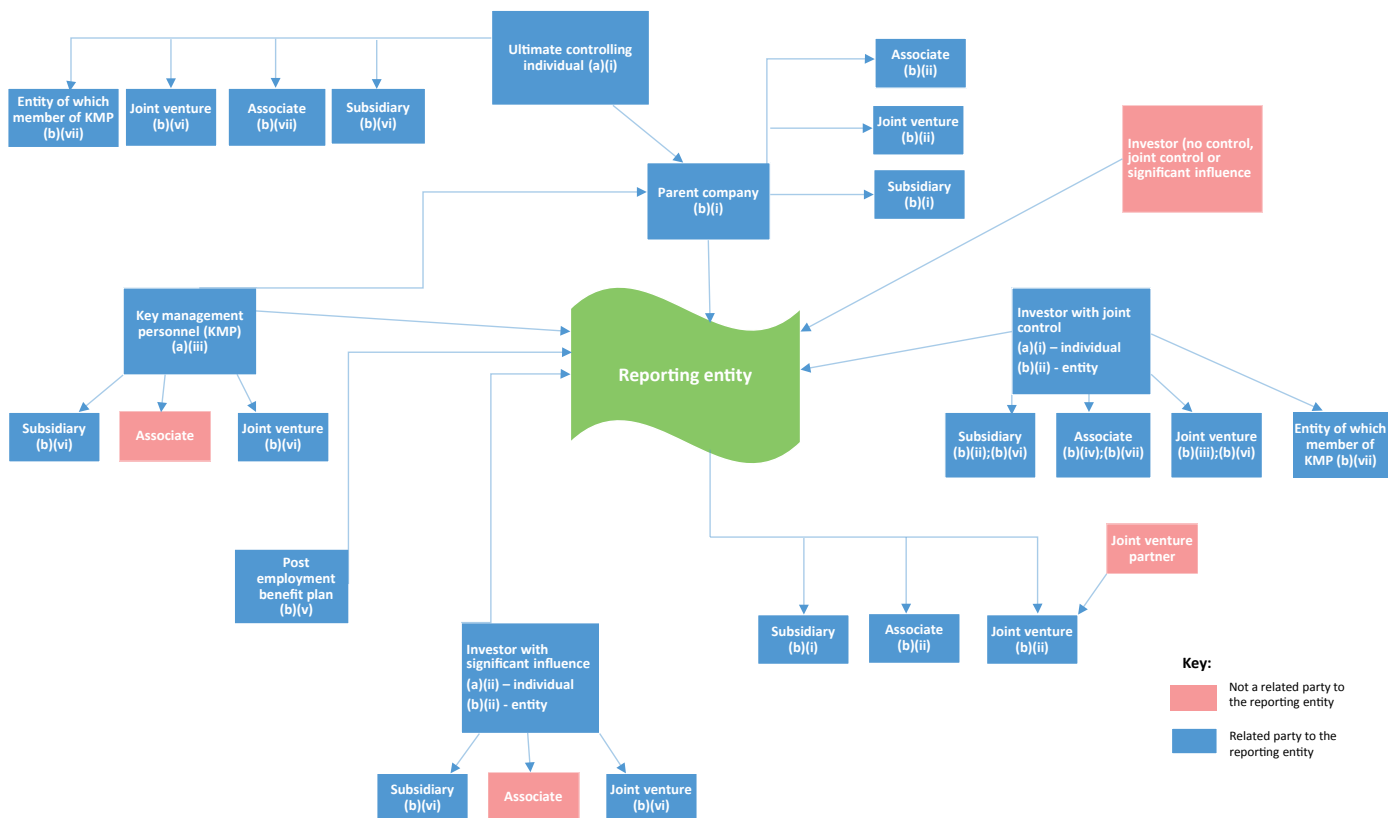 Ultimate controlling
individual (a)(i)
Associate
(b)(ii)
Entity of which
member of KMP
(b)(vii)
Joint venture
(b)(vi)
Associate
(b)(vii)
Subsidiary
(b)(vi)
Joint venture
(b)(ii)
Investor (no control,
joint control or
significant influence
Parent company
(b)(i)
Subsidiary
(b)(i)
Key management
personnel (KMP)
(a)(iii)
Reporting entity
Investor with joint
control
(a)(i) – individual
(b)(ii) - entity
Subsidiary
(b)(vi)
Associate
Joint venture
(b)(vi)
Subsidiary
(b)(ii);(b)(vi)
Associate
(b)(iv);(b)(vii)
Joint venture
(b)(iii);(b)(vi)
Entity of which
member of
KMP (b)(vii)
Post
employment
benefit plan
(b)(v)
Joint venture
partner
Subsidiary
(b)(i)
Associate
(b)(ii)
Joint venture
(b)(ii)
Investor with
significant influence
(a)(ii) – individual
(b)(ii) - entity
Subsidiary
(b)(vi)
Associate
Joint venture
(b)(vi)
Key:
Not a related party to
the reporting entity
Related party to the
reporting entity